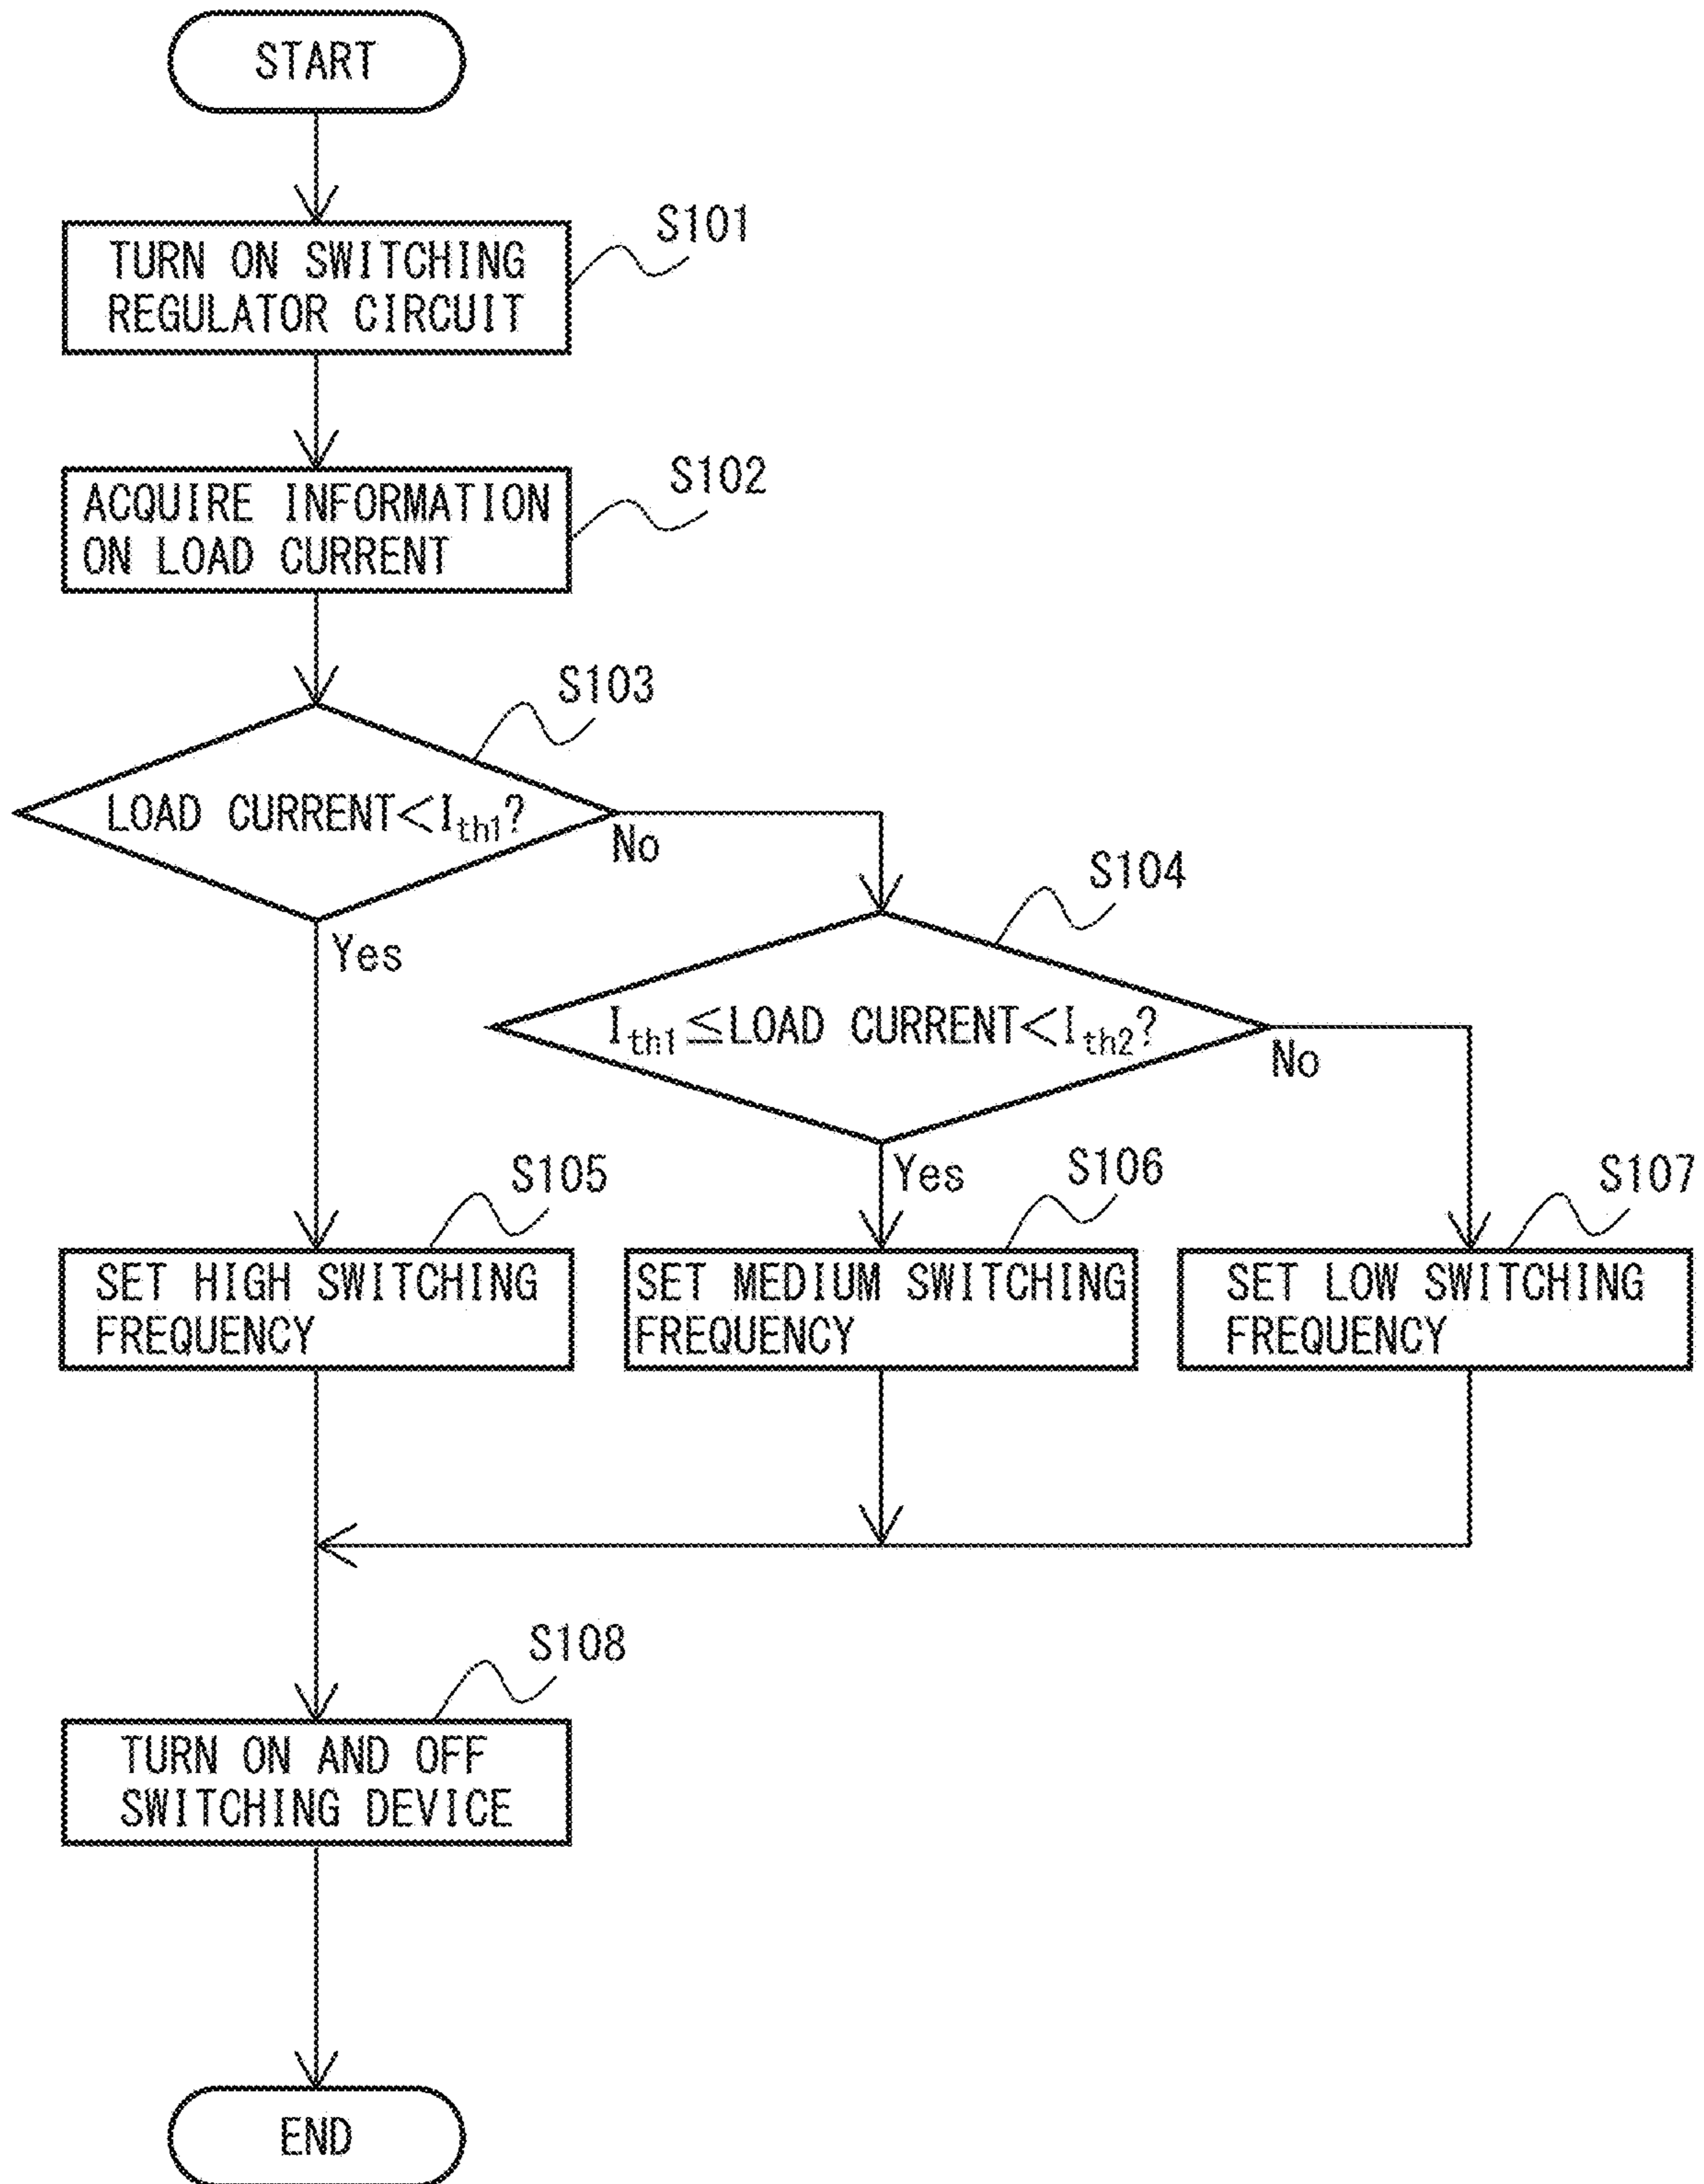 START
S101
TURN ON SWITCHING
REGULATOR CIRCUIT
S102
ACQUIRE INFORMATION
ON LOAD CURRENT
S103
LOAD CURRENT<Ith1?
No
Yes
S104
Ith1≦LOAD CURRENT<Ith2?
No
Yes
S105
SET HIGH SWITCHING
FREQUENCY
S106
SET MEDIUM SWITCHING
FREQUENCY
S107
SET LOW SWITCHING
FREQUENCY
S108
TURN ON AND OFF
SWITCHING DEVICE
END